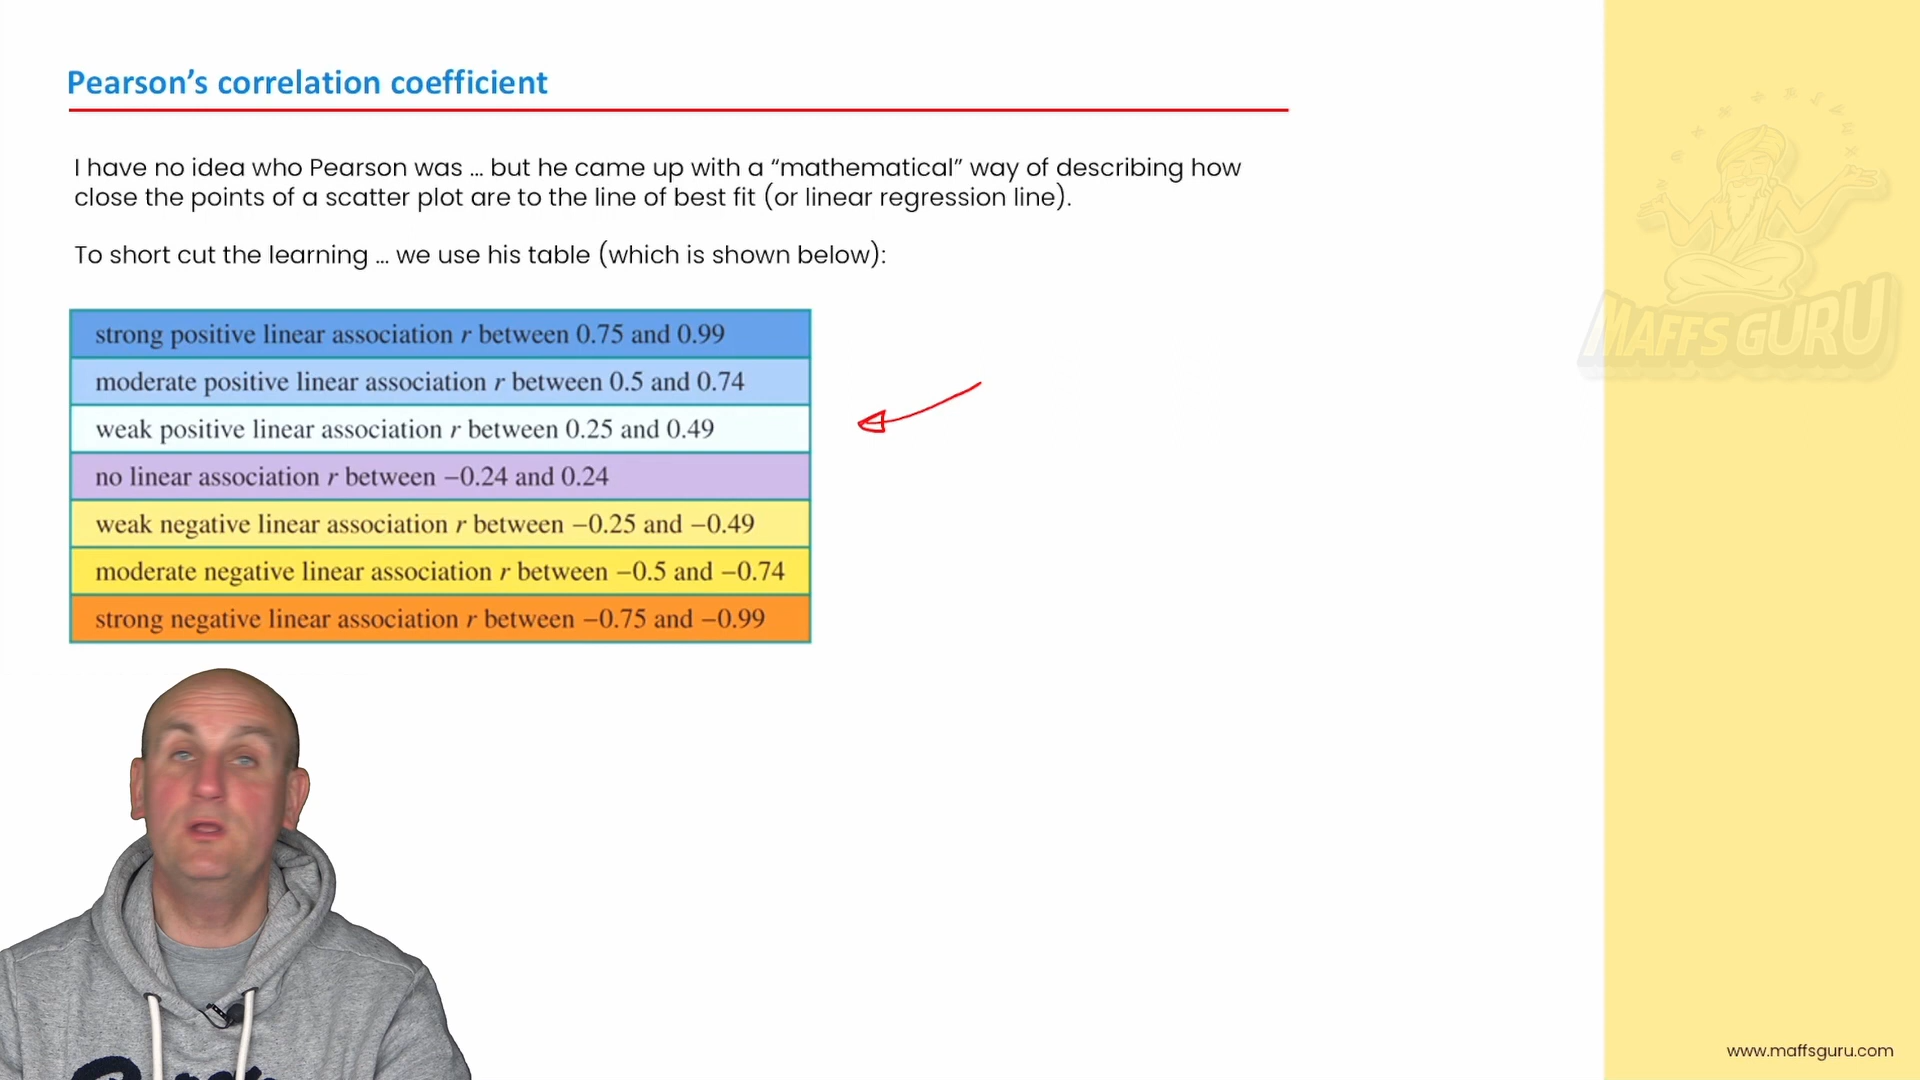 Pearson’s correlation coefficient
I have no idea who Pearson was ... but he came up with a “mathematical” way of describing how
close the points of a scatter plot are to the line of best fit (or linear regression line).
To short cut the learning ... we use his table (which is shown below):
strong positive linear association r between 0.75 and 0.99
moderate positive linear association r between 0.5 and 0.74
weak positive linear association r between 0.25 and 0.49
no linear association r between −0.24 and 0.24
weak negative linear association r between −0.25 and −0.49
moderate negative linear association r between −0.5 and −0.74
strong negative linear association r between −0.75 and −0.99
MAFFS GURU
www.maffsguru.com